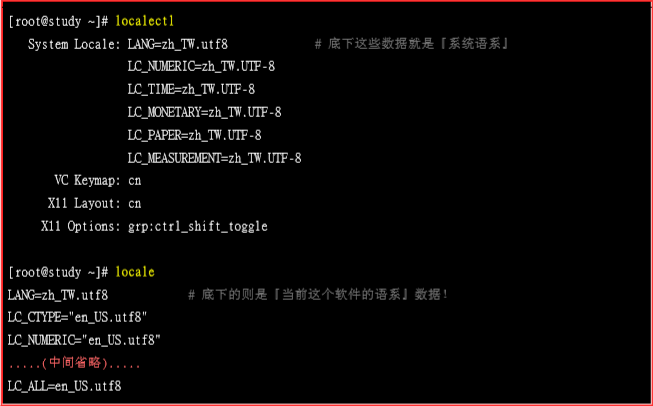 [root@study ~]# localectl
System Locale: LANG=zh_TW.utf8 # 底下这些数据就是『系统语系』
LC_NUMERIC=zh_TW.UTF-8
LC_TIME=zh_TW.UTF-8
LC_MONETARY=zh_TW.UTF-8
LC_PAPER=zh_TW.UTF-8
LC_MEASUREMENT=zh_TW.UTF-8
VC Keymap: cn
X11 Layout: cn
X11 Options: grp:ctrl_shift_toggle
[root@study ~]# locale
LANG=zh_TW.utf8 # 底下的则是『当前这个软件的语系』数据！
LC_CTYPE="en_US.utf8"
LC_NUMERIC="en_US.utf8"
.....(中间省略).....
LC_ALL=en_US.utf8